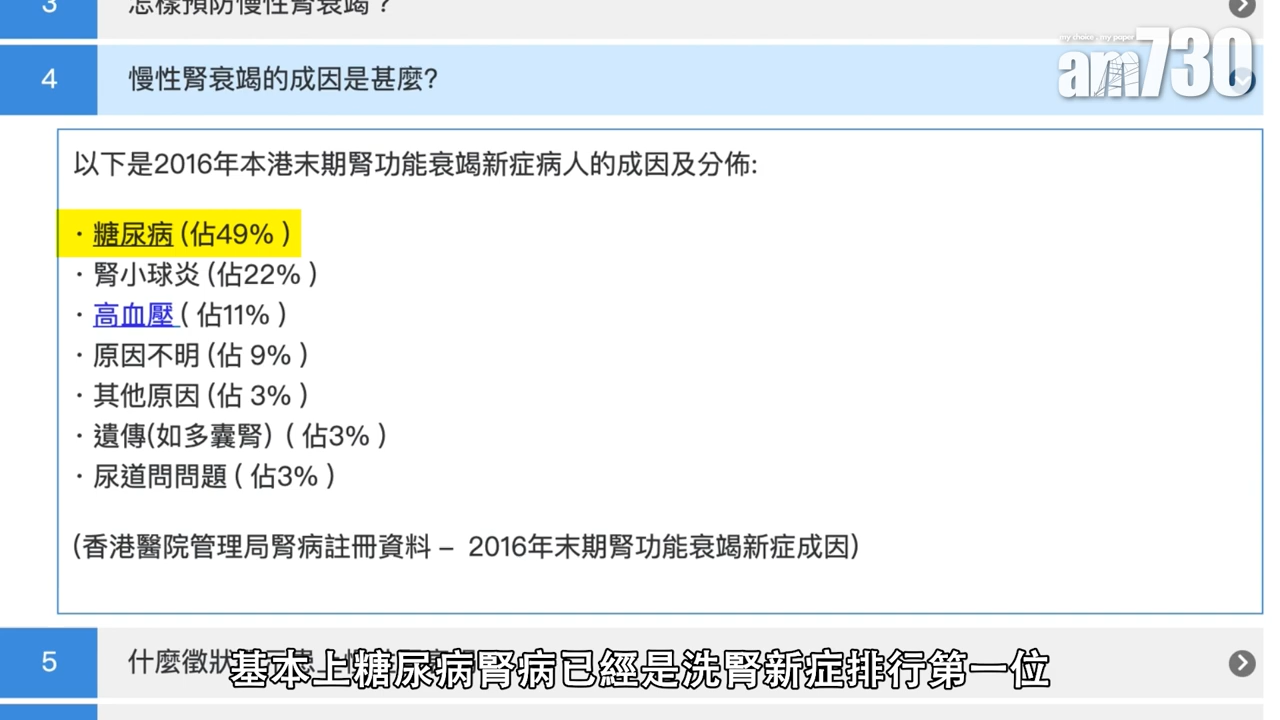 3 怎樣預防慢性腎衰竭？
my choice . my paper
am730
4 慢性腎衰竭的成因是甚麼?
以下是2016年本港末期腎功能衰竭新症病人的成因及分佈:
· 糖尿病 (佔49% )
· 腎小球炎 (佔22% )
· 高血壓 ( 佔11% )
· 原因不明 (佔 9% )
· 其他原因 (佔 3% )
· 遺傳(如多囊腎) ( 佔3% )
· 尿道問問題 ( 佔3% )
(香港醫院管理局腎病註冊資料 – 2016年末期腎功能衰竭新症成因)
5 什麼徵狀
基本上糖尿病腎病已經是洗腎新症排行第一位